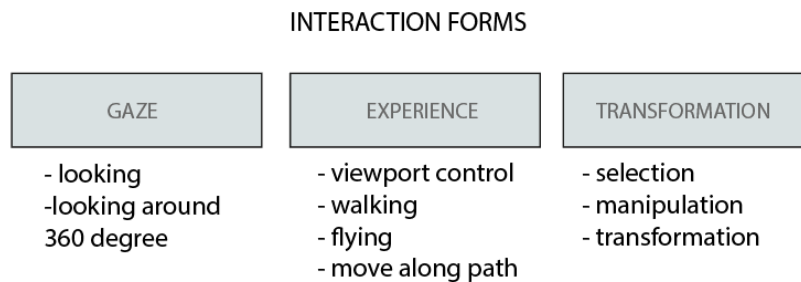 INTERACTION FORMS
GAZE
- looking
-looking around
360 degree
EXPERIENCE
- viewport control
- walking
- flying
- move along path
TRANSFORMATION
- selection
- manipulation
- transformation